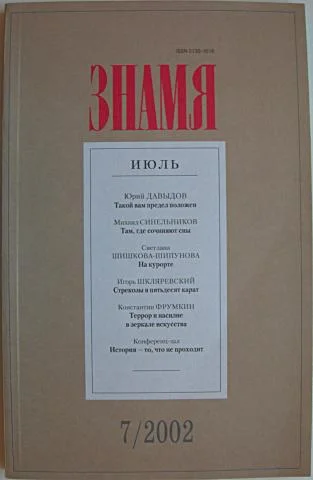 ISSN 0130-1616
ЗНАМЯ
ИЮЛЬ
Юрий ДАВЫДОВ
Такой вам предел положен
Михаил СИНЕЛЬНИКОВ
Там, где сочиняют сны
Светлана
ШИШКОВА-ШИПУНОВА
На курорте
Игорь ШКЛЯРЕВСКИЙ
Стрекозы в пятьдесят карат
Константин ФРУМКИН
Террор и насилие
в зеркале искусства
Конференц-зал
История — то, что не проходит
7/2002